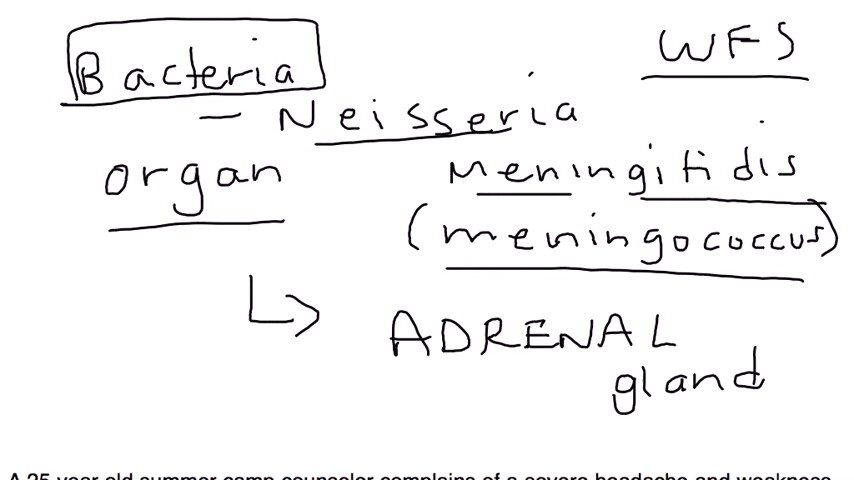 WFS
Bacteria
- Neisseria
meningitidis
(meningococcus)
organ
ADRENAL
gland
A 25 year old summer camp counselor complains of a severe headache and weakness